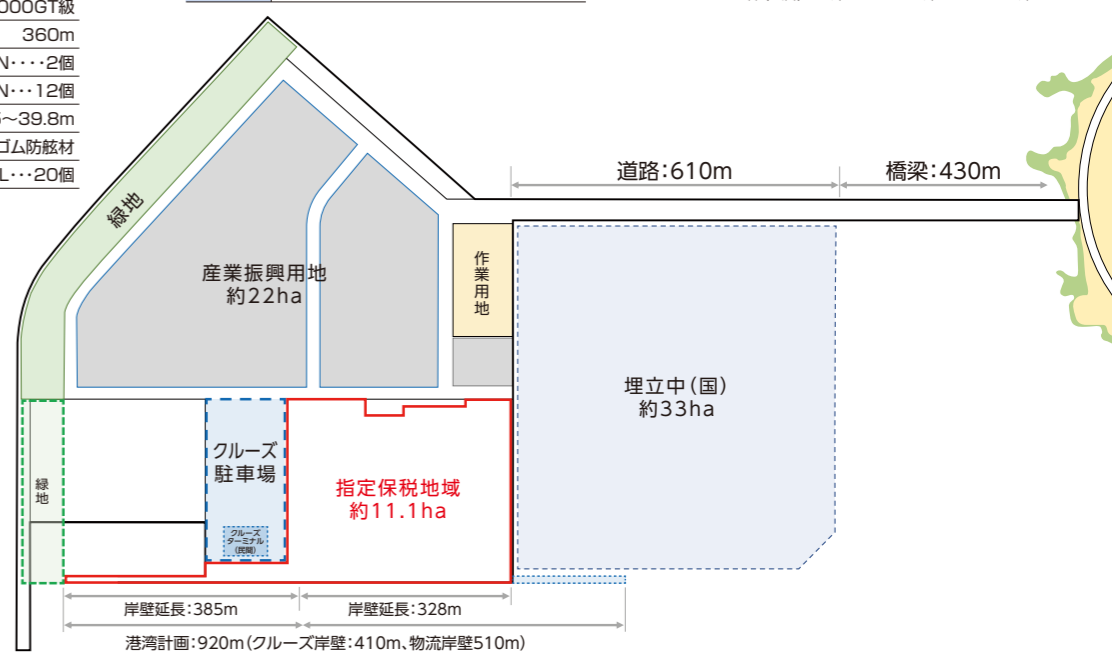 000GT級
360m
N‥‥2個
N‥･12個
～39.8m
ゴム防舷材
L‥･20個
道路:610m
橋梁:430m
緑地
産業振興用地
約22ha
作業用地
埋立中(国)
約33ha
クルーズ
駐車場
緑地
指定保税地域
約11.1ha
クルーズ
ターミナル
(民間)
岸壁延長:385m
岸壁延長:328m
港湾計画:920m(クルーズ岸壁:410m、物流岸壁510m)